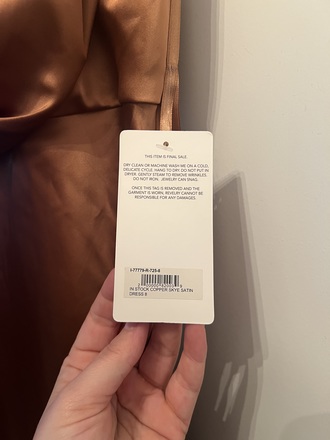 THIS ITEM IS FINAL SALE.
DRY CLEAN OR MACHINE WASH ME ON A COLD,
DELICATE CYCLE. HANG TO DRY. DO NOT PUT IN
DRYER. GENTLY STEAM TO REMOVE WRINKLES.
DO NOT IRON. JEWELRY CAN SNAG.
ONCE THIS TAG IS REMOVED AND THE
GARMENT IS WORN, REVELRY CANNOT BE
RESPONSIBLE FOR ANY DAMAGES.
IN STOCK COPPER SKYE SATIN
DRESS 8